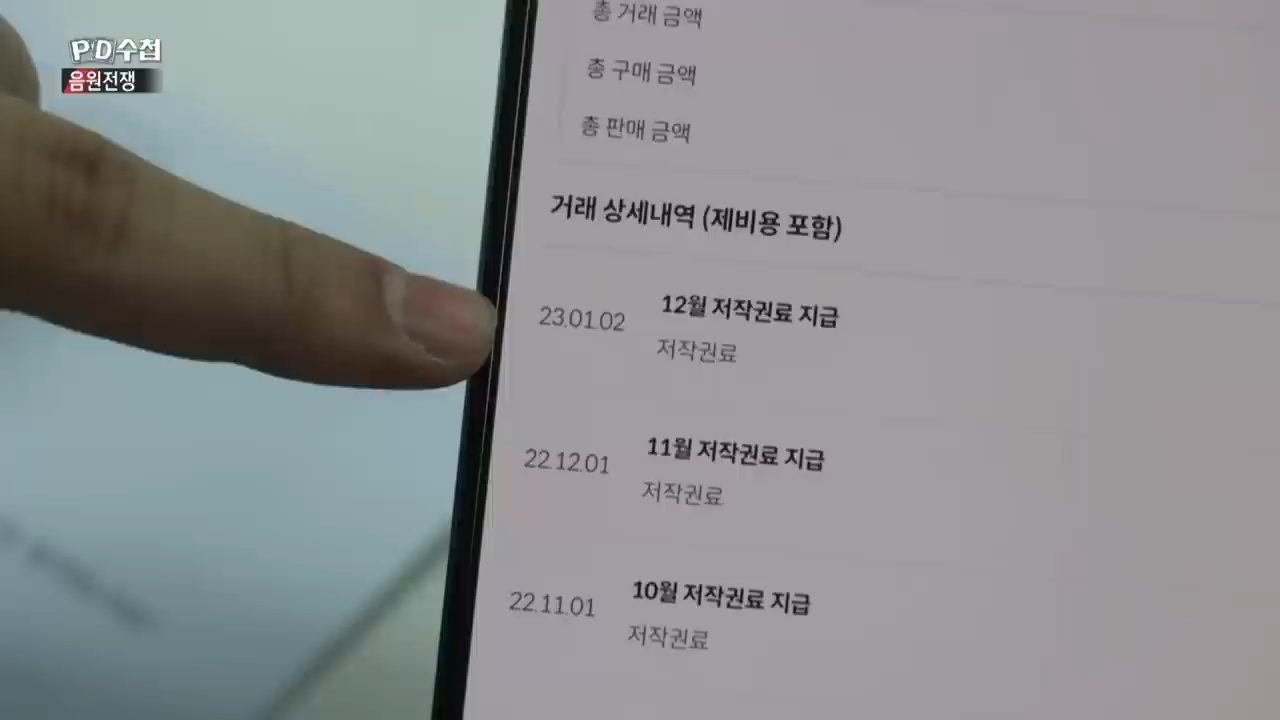 PD수첩
음원전쟁
총 거래 금액
총 구매 금액
총 판매 금액
거래 상세내역 (제비용 포함)
23.01.02 12월 저작권료 지급
저작권료
22.12.01 11월 저작권료 지급
저작권료
22.11.01 10월 저작권료 지급
저작권료